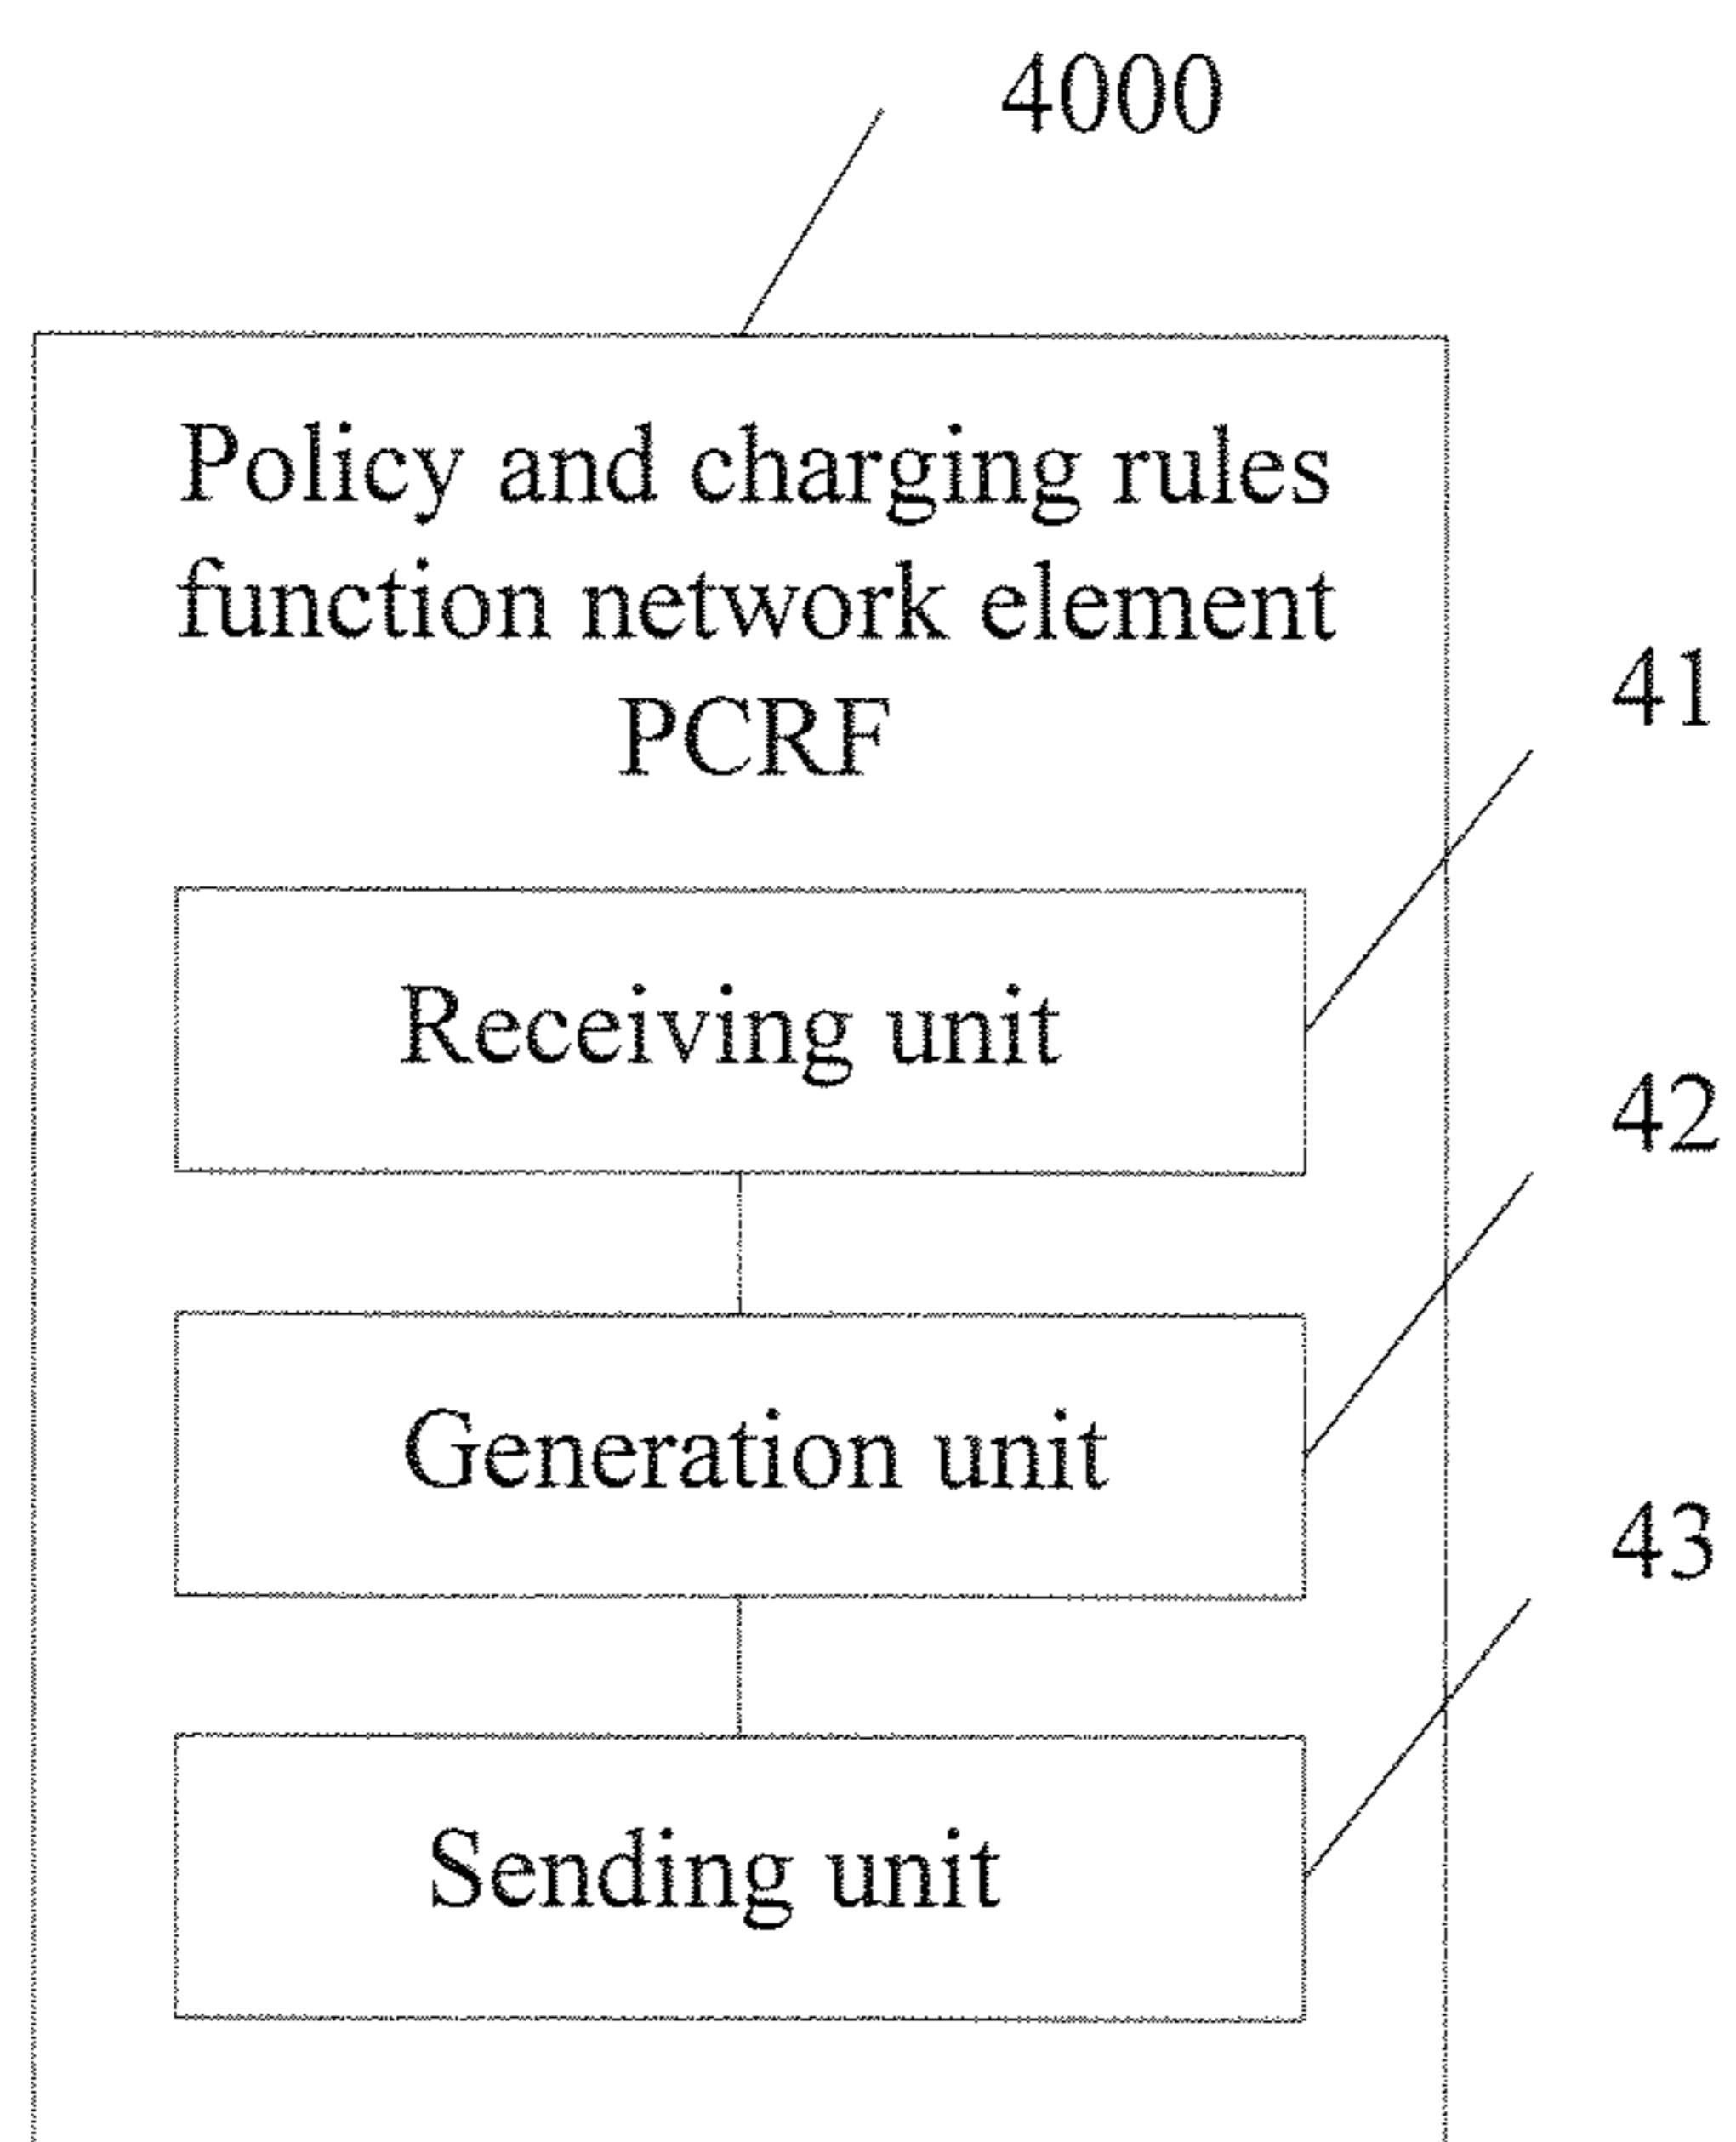 4000
Policy and charging rules
function network element
PCRF
41
Receiving unit
42
Generation unit
43
Sending unit